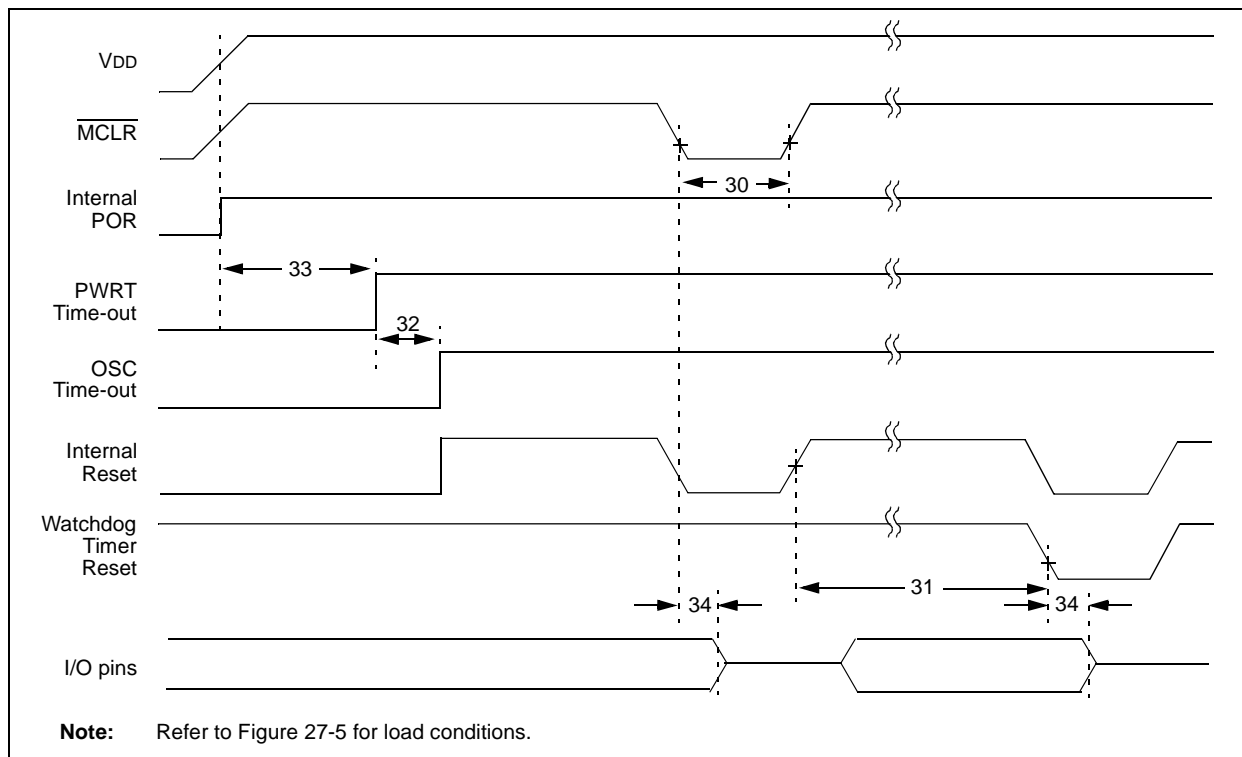 VDD
MCLR
30
Internal
POR
33
PWRT
Time-out
32
OSC
Time-out
Internal
Reset
Watchdog
Timer
Reset
31
34
34
I/O pins
Note: Refer to Figure 27-5 for load conditions.